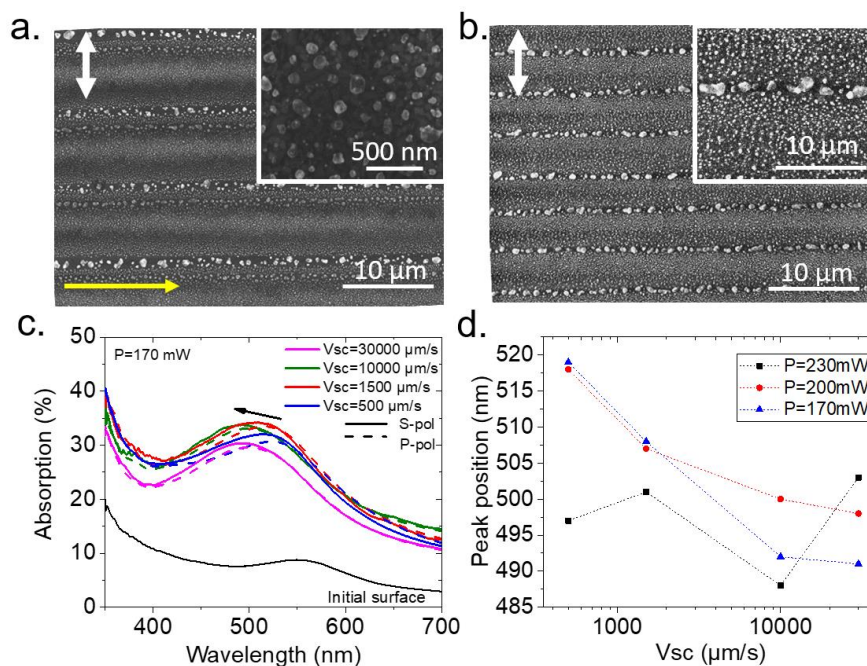 a.
500 nm
10 µm
b.
10 µm
10 µm
c.
P=170 mW
Vsc=30000 µm/s
Vsc=10000 µm/s
Vsc=1500 µm/s
Vsc=500 µm/s
S-pol
P-pol
Initial surface
Absorption (%)
50
40
30
20
10
0
400
500
600
700
Wavelength (nm)
d.
P=230mW
P=200mW
P=170mW
Peak position (nm)
520
515
510
505
500
495
490
485
1000
10000
Vsc (µm/s)